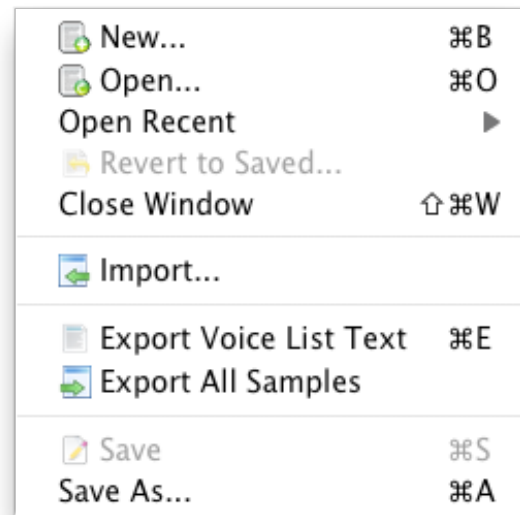 New... ⌘B
Open... ⌘O
Open Recent ▶
Revert to Saved...
Close Window ⇧⌘W
Import...
Export Voice List Text ⌘E
Export All Samples
Save ⌘S
Save As... ⌘A